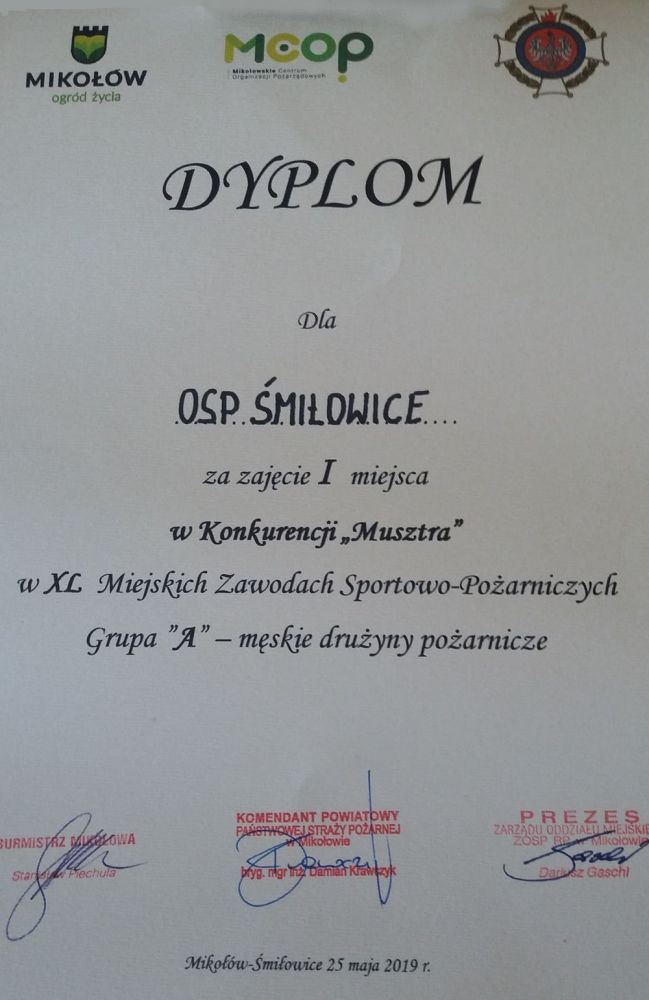 MIKOŁÓW
ogród życia
MCOP
Mikołowskie Centrum
Organizacji Pozarządowych
DYPLOM
Dla
OSP ŚMIŁOWICE
za zajęcie I miejsca
w Konkurencji „Musztra”
w XL Miejskich Zawodach Sportowo-Pożarniczych
Grupa ”A” – męskie drużyny pożarnicze
BURMISTRZ MIKOŁOWA
Stanisław Piechula
KOMENDANT POWIATOWY
PAŃSTWOWEJ STRAŻY POŻARNEJ
w Mikołowie
bryg. mgr inż. Damian Krawczyk
PREZES
ZARZĄDU ODDZIAŁU MIEJSKIE
ZOSP RP w Mikołowie
Dariusz Gaschi
Mikołów-Śmiłowice 25 maja 2019 r.